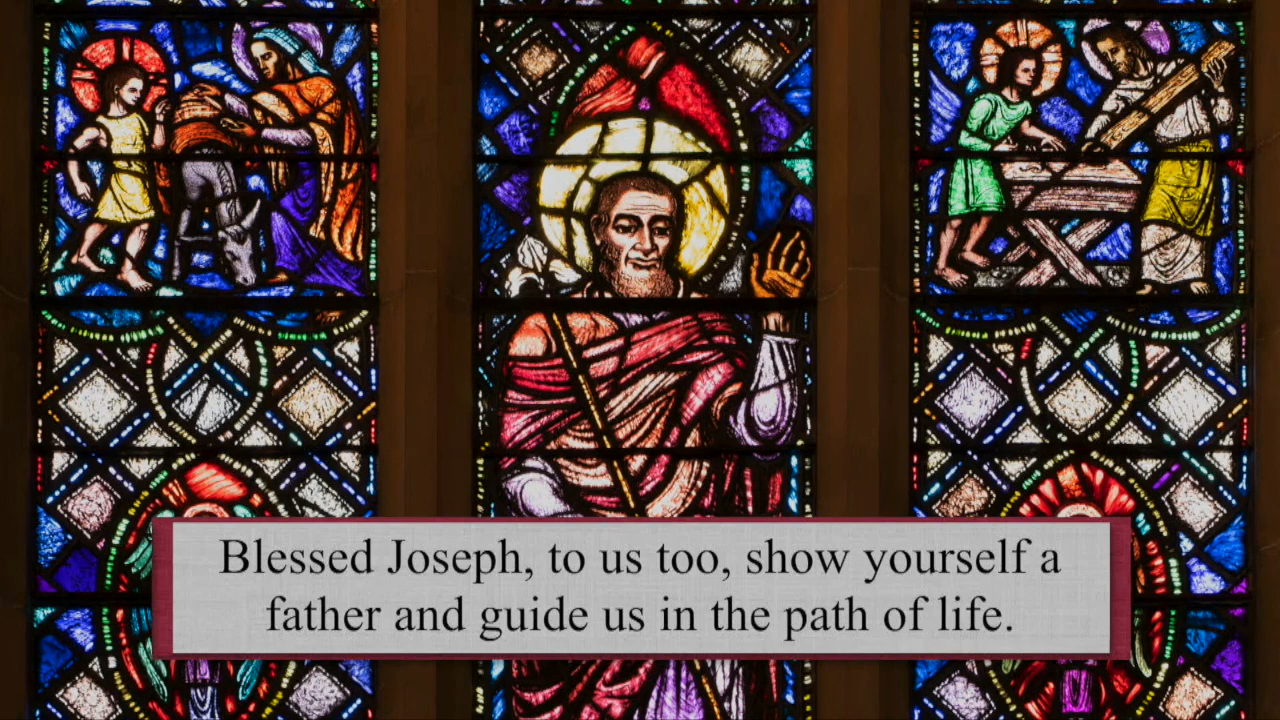 Blessed Joseph, to us too, show yourself a
father and guide us in the path of life.